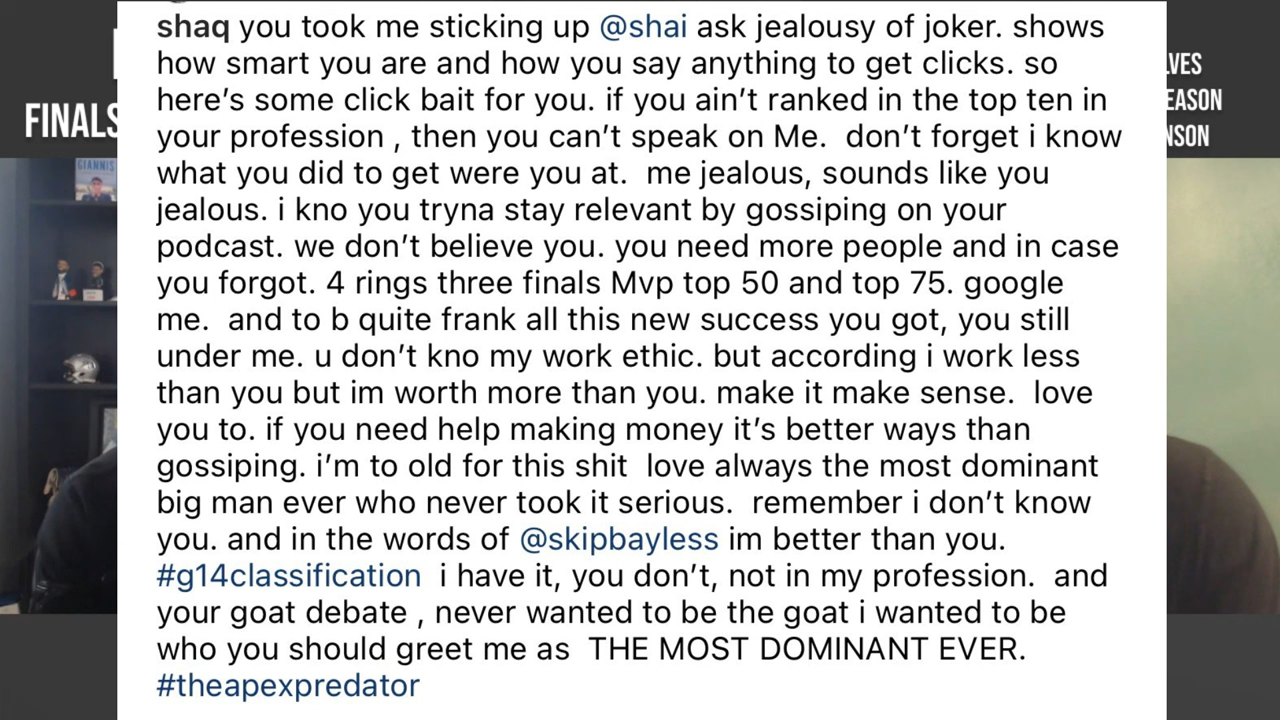 shaq you took me sticking up @shai ask jealousy of joker. shows
how smart you are and how you say anything to get clicks. so
here's some click bait for you. if you ain't ranked in the top ten in
your profession , then you can't speak on Me.  don't forget i know
what you did to get were you at.  me jealous, sounds like you
jealous. i kno you tryna stay relevant by gossiping on your
podcast. we don't believe you. you need more people and in case
you forgot. 4 rings three finals Mvp top 50 and top 75. google
me.  and to b quite frank all this new success you got, you still
under me. u don't kno my work ethic. but according i work less
than you but im worth more than you. make it make sense.  love
you to. if you need help making money it's better ways than
gossiping. i'm to old for this shit  love always the most dominant
big man ever who never took it serious.  remember i don't know
you. and in the words of @skipbayless im better than you.
#g14classification  i have it, you don't, not in my profession.  and
your goat debate , never wanted to be the goat i wanted to be
who you should greet me as  THE MOST DOMINANT EVER.
#theapexpredator
FINALS
GIANNIS
LVES
EASON
NSON